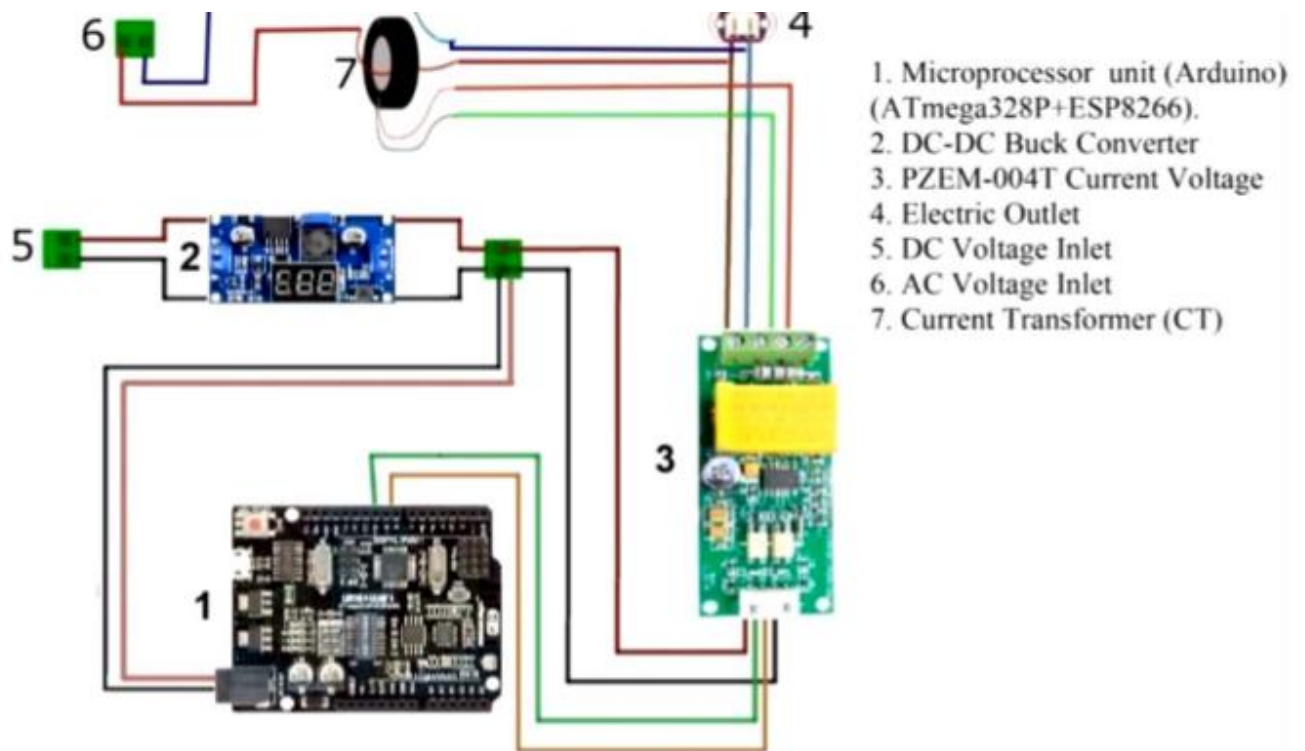 4
6
7
1. Microprocessor unit (Arduino)
(ATmega328P+ESP8266).
2. DC-DC Buck Converter
3. PZEM-004T Current Voltage
4. Electric Outlet
5. DC Voltage Inlet
6. AC Voltage Inlet
7. Current Transformer (CT)
5
2
3
1